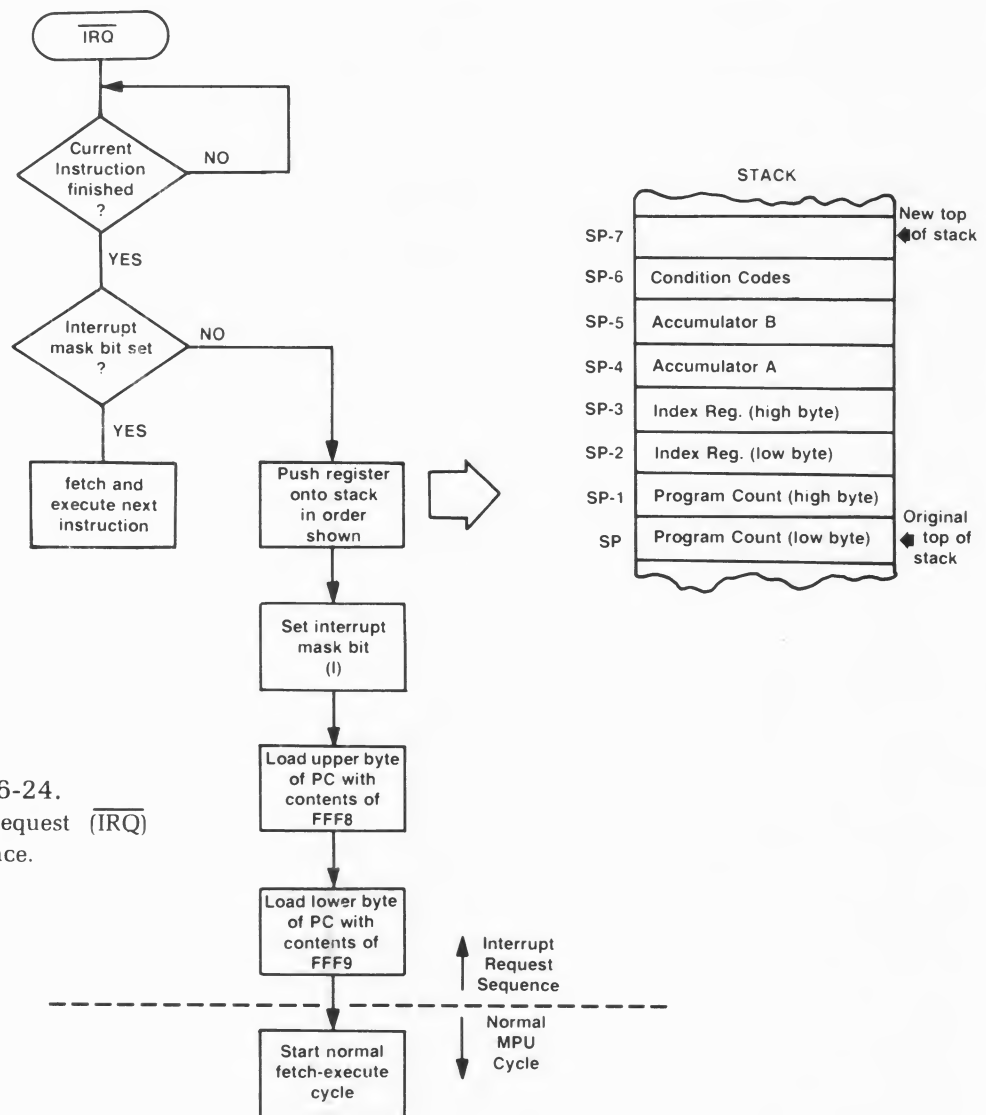 IRQ
Current
Instruction
finished
?
NO
YES
Interrupt
mask bit set
?
NO
YES
fetch and
execute next
instruction
Push register
onto stack
in order
shown
Set interrupt
mask bit
(I)
Load upper byte
of PC with
contents of
FFF8
Load lower byte
of PC with
contents of
FFF9
Interrupt
Request
Sequence
Normal
MPU
Cycle
Start normal
fetch-execute
cycle
STACK
New top
of stack
SP-7
SP-6 Condition Codes
SP-5 Accumulator B
SP-4 Accumulator A
SP-3 Index Reg. (high byte)
SP-2 Index Reg. (low byte)
SP-1 Program Count (high byte)
SP Program Count (low byte)
Original
top of
stack
6-24.
equest (IRQ)
ce.